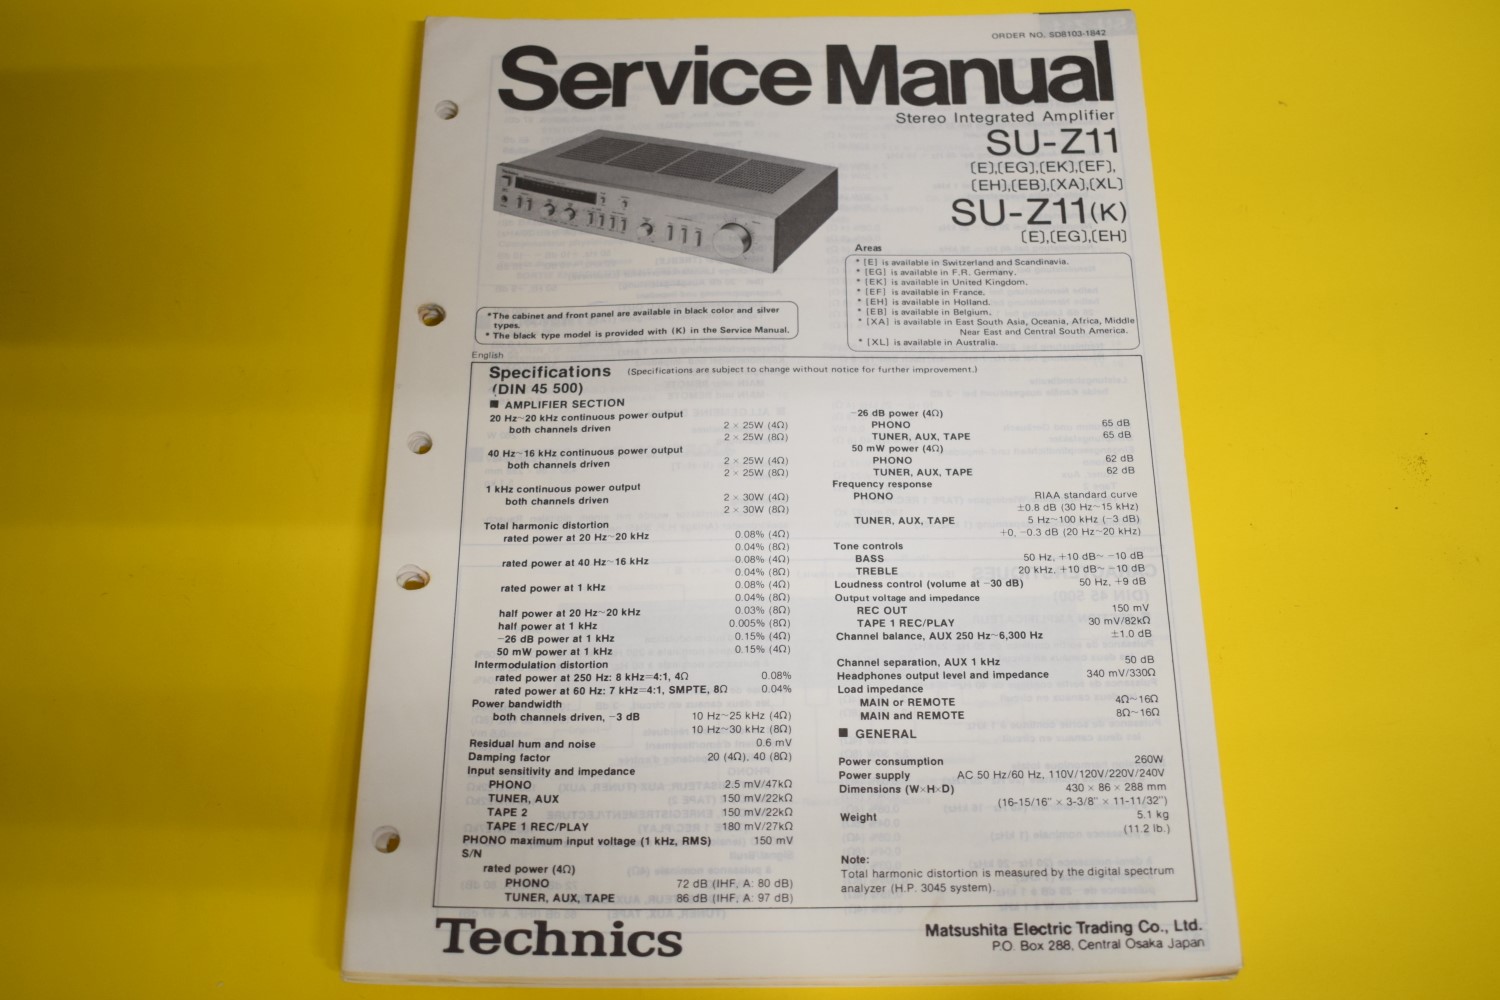 ORDER NO. SD8103-1842
Service Manual
Stereo Integrated Amplifier
SU-Z11
[E],[EG],[EK],[EF],
[EH],[EB],[XA],[XL]
SU-Z11(K)
[E],[EG],[EH]
Areas
* [E] is available in Switzerland and Scandinavia.
* [EG] is available in F.R. Germany.
* [EK] is available in United Kingdom.
* [EF] is available in France.
* [EH] is available in Holland.
* [EB] is available in Belgium.
* [XA] is available in East South Asia, Oceania, Africa, Middle
Near East and Central South America.
* [XL] is available in Australia.
*The cabinet and front panel are available in black color and silver
types.
* The black type model is provided with (K) in the Service Manual.
English
Specifications (Specifications are subject to change without notice for further improvement.)
(DIN 45 500)
■ AMPLIFIER SECTION
20 Hz~20 kHz continuous power output
both channels driven 2 × 25W (4Ω)
2 × 25W (8Ω)
40 Hz~16 kHz continuous power output
both channels driven 2 × 25W (4Ω)
2 × 25W (8Ω)
1 kHz continuous power output
both channels driven 2 × 30W (4Ω)
2 × 30W (8Ω)
Total harmonic distortion
rated power at 20 Hz~20 kHz 0.08% (4Ω)
0.04% (8Ω)
rated power at 40 Hz~16 kHz 0.08% (4Ω)
0.04% (8Ω)
rated power at 1 kHz 0.08% (4Ω)
0.04% (8Ω)
half power at 20 Hz~20 kHz 0.03% (8Ω)
half power at 1 kHz 0.005% (8Ω)
-26 dB power at 1 kHz 0.15% (4Ω)
50 mW power at 1 kHz 0.15% (4Ω)
Intermodulation distortion
rated power at 250 Hz: 8 kHz=4:1, 4Ω 0.08%
rated power at 60 Hz: 7 kHz=4:1, SMPTE, 8Ω 0.04%
Power bandwidth
both channels driven, -3 dB 10 Hz~25 kHz (4Ω)
10 Hz~30 kHz (8Ω)
Residual hum and noise 0.6 mV
Damping factor 20 (4Ω), 40 (8Ω)
Input sensitivity and impedance
PHONO 2.5 mV/47kΩ
TUNER, AUX 150 mV/22kΩ
TAPE 2 150 mV/22kΩ
TAPE 1 REC/PLAY 180 mV/27kΩ
PHONO maximum input voltage (1 kHz, RMS) 150 mV
S/N
rated power (4Ω)
PHONO 72 dB (IHF, A: 80 dB)
TUNER, AUX, TAPE 86 dB (IHF, A: 97 dB)
-26 dB power (4Ω)
PHONO 65 dB
TUNER, AUX, TAPE 65 dB
50 mW power (4Ω)
PHONO 62 dB
TUNER, AUX, TAPE 62 dB
Frequency response
PHONO RIAA standard curve
±0.8 dB (30 Hz~15 kHz)
TUNER, AUX, TAPE 5 Hz~100 kHz (-3 dB)
+0, -0.3 dB (20 Hz~20 kHz)
Tone controls
BASS 50 Hz, +10 dB~ -10 dB
TREBLE 20 kHz, +10 dB~ -10 dB
Loudness control (volume at -30 dB) 50 Hz, +9 dB
Output voltage and impedance
REC OUT 150 mV
TAPE 1 REC/PLAY 30 mV/82kΩ
Channel balance, AUX 250 Hz~6,300 Hz ±1.0 dB
Channel separation, AUX 1 kHz 50 dB
Headphones output level and impedance 340 mV/330Ω
Load impedance
MAIN or REMOTE 4Ω~16Ω
MAIN and REMOTE 8Ω~16Ω
■ GENERAL
Power consumption 260W
Power supply AC 50 Hz/60 Hz, 110V/120V/220V/240V
Dimensions (W×H×D) 430 × 86 × 288 mm
(16-15/16" × 3-3/8" × 11-11/32")
Weight 5.1 kg
(11.2 lb.)
Note:
Total harmonic distortion is measured by the digital spectrum
analyzer (H.P. 3045 system).
Technics
Matsushita Electric Trading Co., Ltd.
P.O. Box 288, Central Osaka Japan